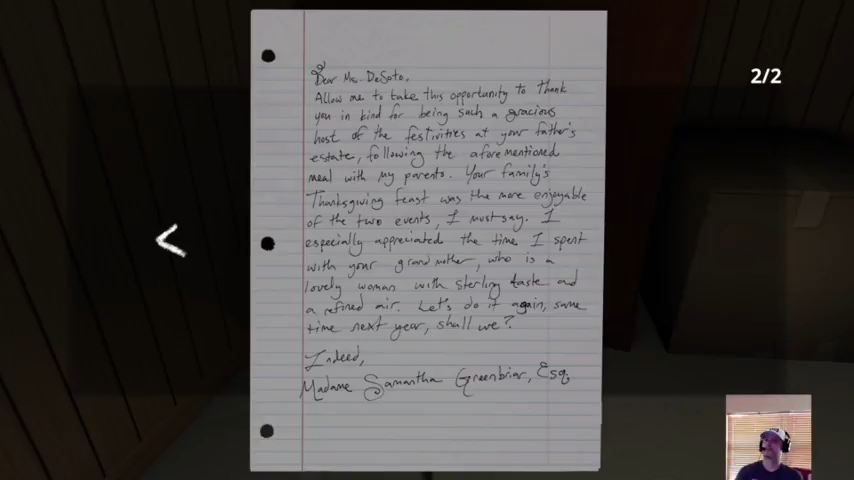 2/2
Dear Ms. DeSoto,
Allow me to take this opportunity to thank
you in kind for being such a gracious
host of the festivities at your father's
estate, following the aforementioned
meal with my parents. Your family's
Thanksgiving feast was the more enjoyable
of the two events, I must say. I
especially appreciated the time I spent
with your grandmother, who is a
lovely woman with sterling taste and
a refined air. Let's do it again, same
time next year, shall we?
Indeed,
Madame Samantha Greenbriar, Esq